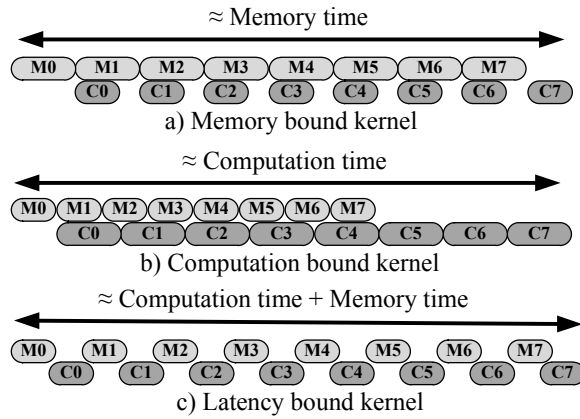 ≈ Memory time
M0 M1 M2 M3 M4 M5 M6 M7
C0 C1 C2 C3 C4 C5 C6 C7
a) Memory bound kernel
≈ Computation time
M0 M1 M2 M3 M4 M5 M6 M7
C0 C1 C2 C3 C4 C5 C6 C7
b) Computation bound kernel
≈ Computation time + Memory time
M0 M1 M2 M3 M4 M5 M6 M7
C0 C1 C2 C3 C4 C5 C6 C7
c) Latency bound kernel